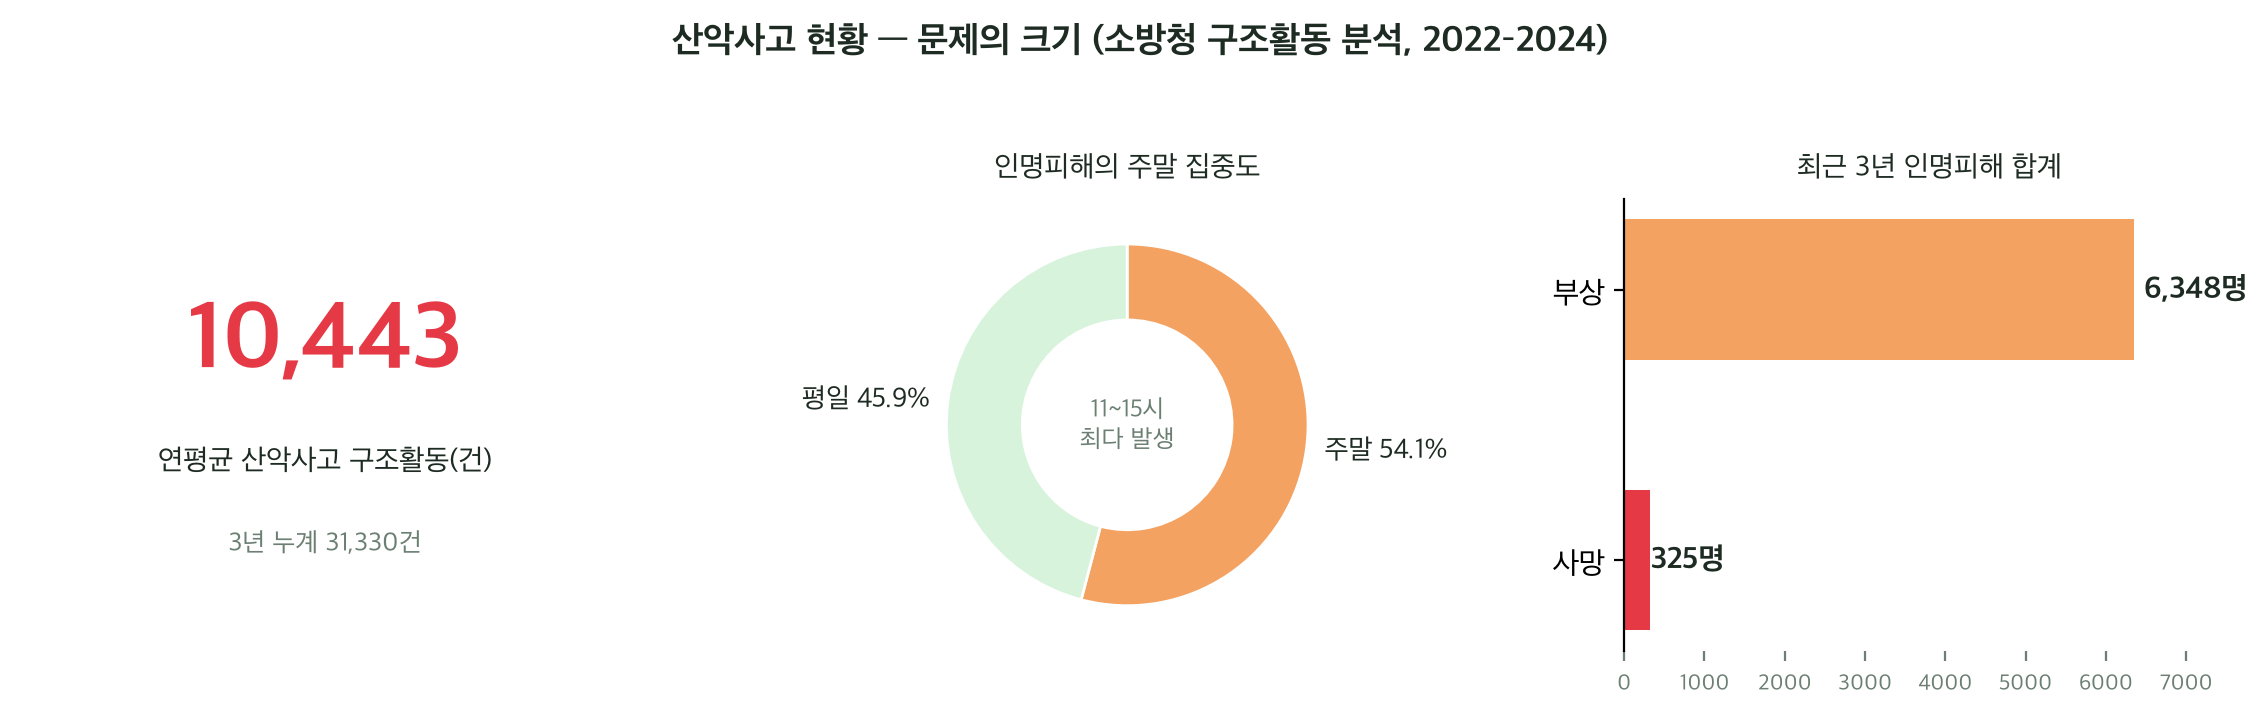 산악사고 현황 — 문제의 크기 (소방청 구조활동 분석, 2022-2024)
10,443
연평균 산악사고 구조활동(건)
3년 누계 31,330건
인명피해의 주말 집중도
평일 45.9%
11~15시
최다 발생
주말 54.1%
최근 3년 인명피해 합계
부상
6,348명
사망
325명
0 1000 2000 3000 4000 5000 6000 7000